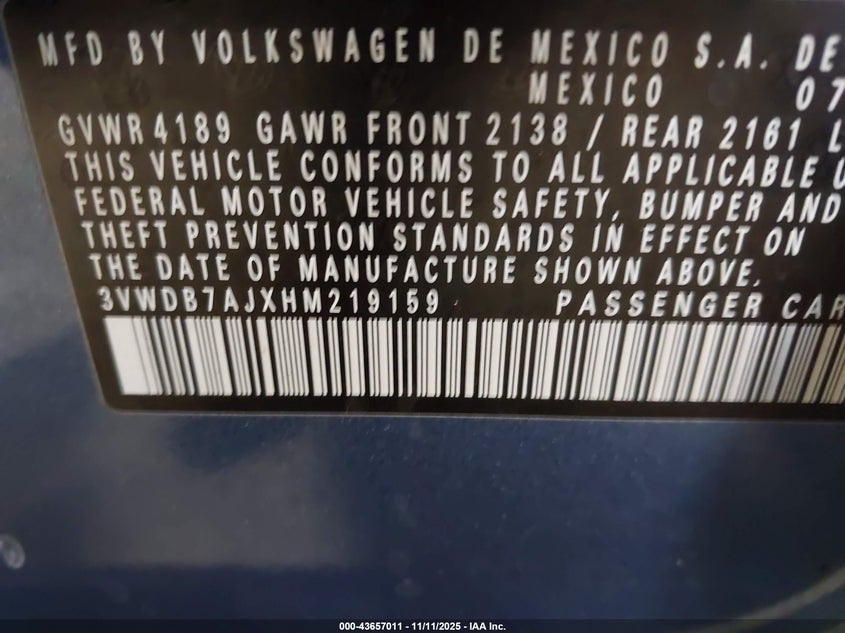 MFD BY VOLKSWAGEN DE MEXICO S.A. DE
MEXICO 07
GVWR 4189 GAWR FRONT 2138 / REAR 2161 L
THIS VEHICLE CONFORMS TO ALL APPLICABLE U
FEDERAL MOTOR VEHICLE SAFETY, BUMPER AND
THEFT PREVENTION STANDARDS IN EFFECT ON
THE DATE OF MANUFACTURE SHOWN ABOVE.
3VWDB7AJXHM219159 PASSENGER CAR
000-43657011 - 11/11/2025 - IAA Inc.